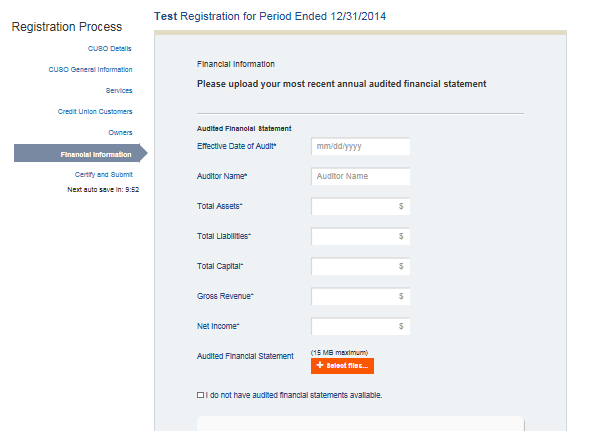 Registration Process
CUSO Details
CUSO General Information
Services
Credit Union Customers
Owners
Financial Information
Certify and Submit
Next auto save in: 9:52
Test Registration for Period Ended 12/31/2014
Financial Information
Please upload your most recent annual audited financial statement
Audited Financial Statement
Effective Date of Audit* mm/dd/yyyy
Auditor Name* Auditor Name
Total Assets* $
Total Liabilities* $
Total Capital* $
Gross Revenue* $
Net Income* $
Audited Financial Statement (15 MB maximum)
+ Select files...
I do not have audited financial statements available.